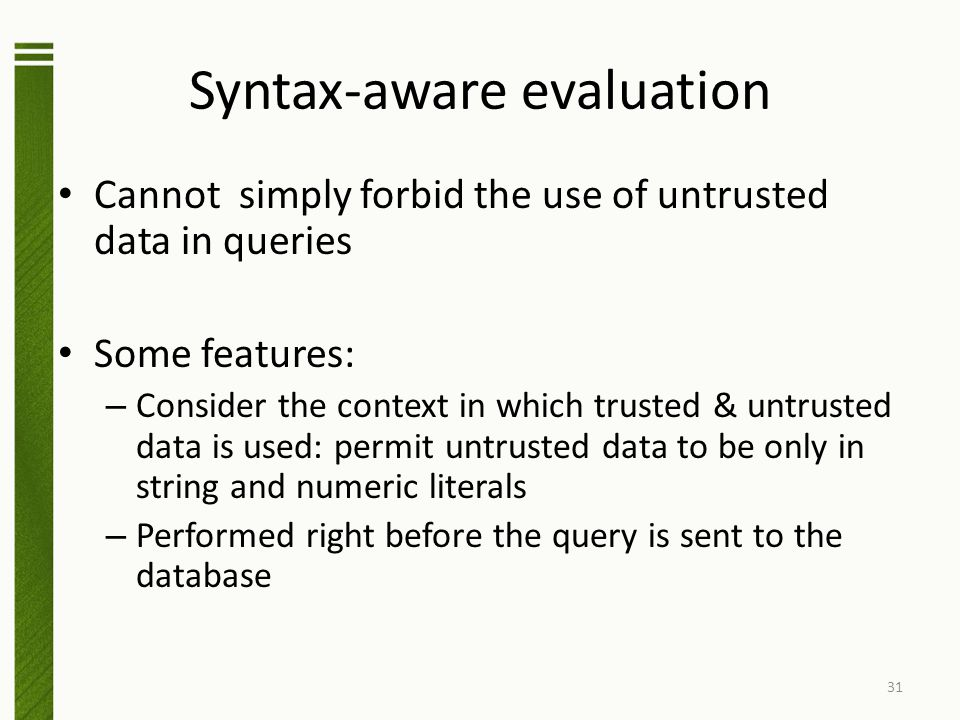 Syntax-aware evaluation
• Cannot  simply forbid the use of untrusted
data in queries
• Some features:
– Consider the context in which trusted & untrusted
data is used: permit untrusted data to be only in
string and numeric literals
– Performed right before the query is sent to the
database
31